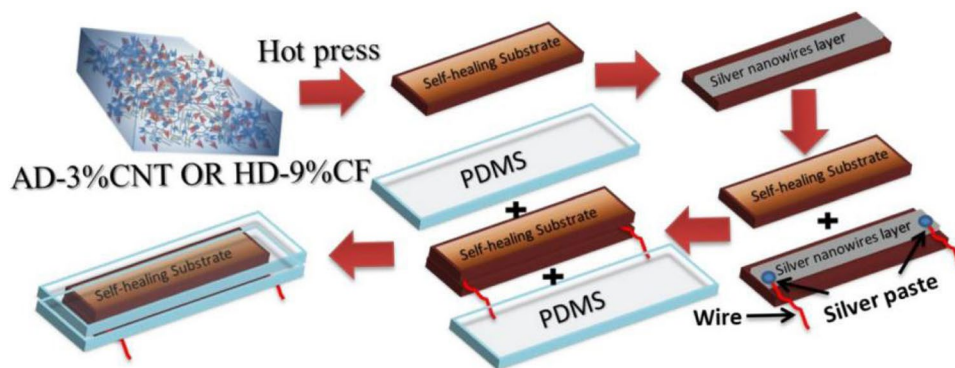 Hot press
Self-healing Substrate
Silver nanowires layer
AD-3%CNT OR HD-9%CF
PDMS
+
Self-healing Substrate
+
PDMS
Self-healing Substrate
+
Silver nanowires layer
Silver paste
Wire
Self-healing Substrate